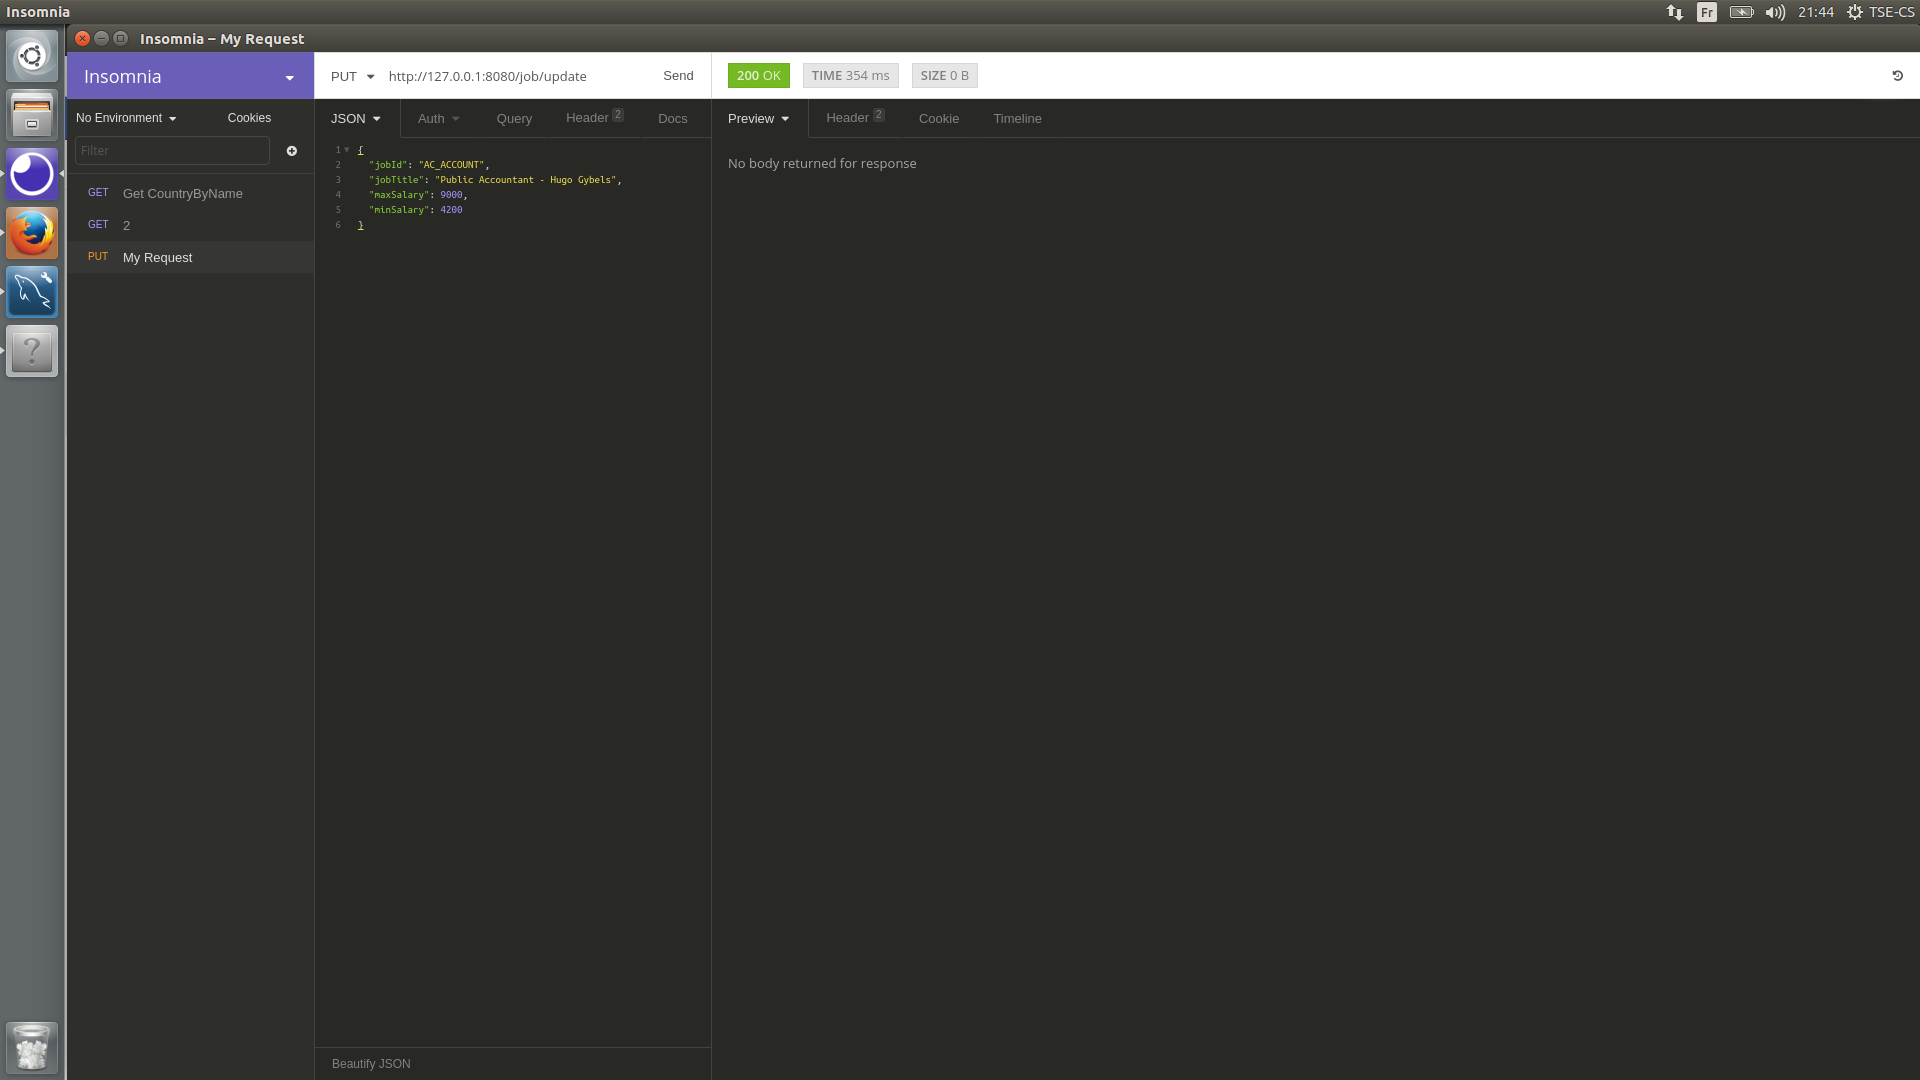 Insomnia
Fr
21:44
TSE-CS
Insomnia – My Request
Insomnia
PUT
http://127.0.0.1:8080/job/update
Send
200 OK
TIME 354 ms
SIZE 0 B
No Environment
Cookies
JSON
Auth
Query
Header 2
Docs
Preview
Header 2
Cookie
Timeline
Filter
GET Get CountryByName
GET 2
PUT My Request
1 {
2 "jobId": "AC_ACCOUNT",
3 "jobTitle": "Public Accountant - Hugo Gybels",
4 "maxSalary": 9000,
5 "minSalary": 4200
6 }
No body returned for response
Beautify JSON